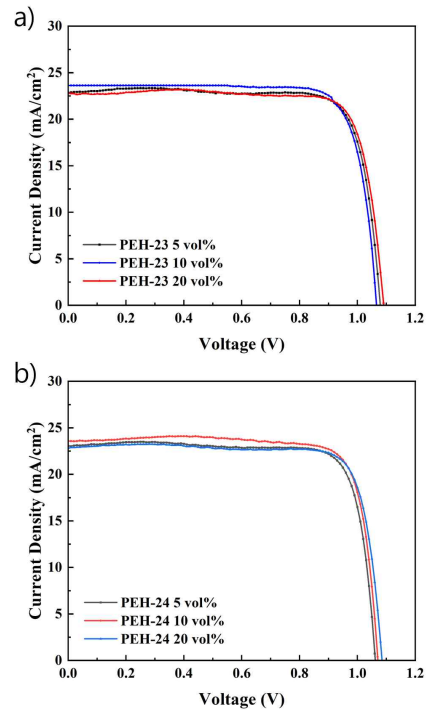 a)
30
25
20
15
10
5
0
Current Density (mA/cm²)
PEH-23 5 vol%
PEH-23 10 vol%
PEH-23 20 vol%
0.0 0.2 0.4 0.6 0.8 1.0 1.2
Voltage (V)
b)
30
25
20
15
10
5
0
Current Density (mA/cm²)
PEH-24 5 vol%
PEH-24 10 vol%
PEH-24 20 vol%
0.0 0.2 0.4 0.6 0.8 1.0 1.2
Voltage (V)